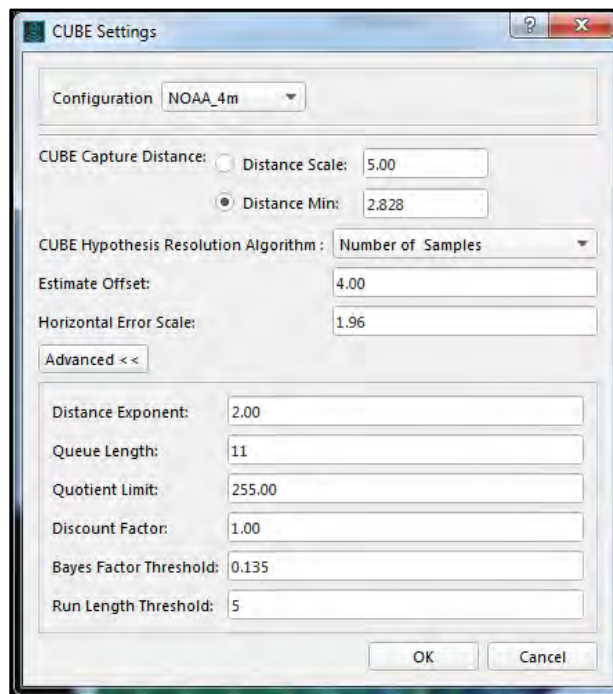 CUBE Settings
Configuration NOAA_4m
CUBE Capture Distance: Distance Scale: 5.00
Distance Min: 2.828
CUBE Hypothesis Resolution Algorithm : Number of Samples
Estimate Offset: 4.00
Horizontal Error Scale: 1.96
Advanced <<
Distance Exponent: 2.00
Queue Length: 11
Quotient Limit: 255.00
Discount Factor: 1.00
Bayes Factor Threshold: 0.135
Run Length Threshold: 5
OK Cancel